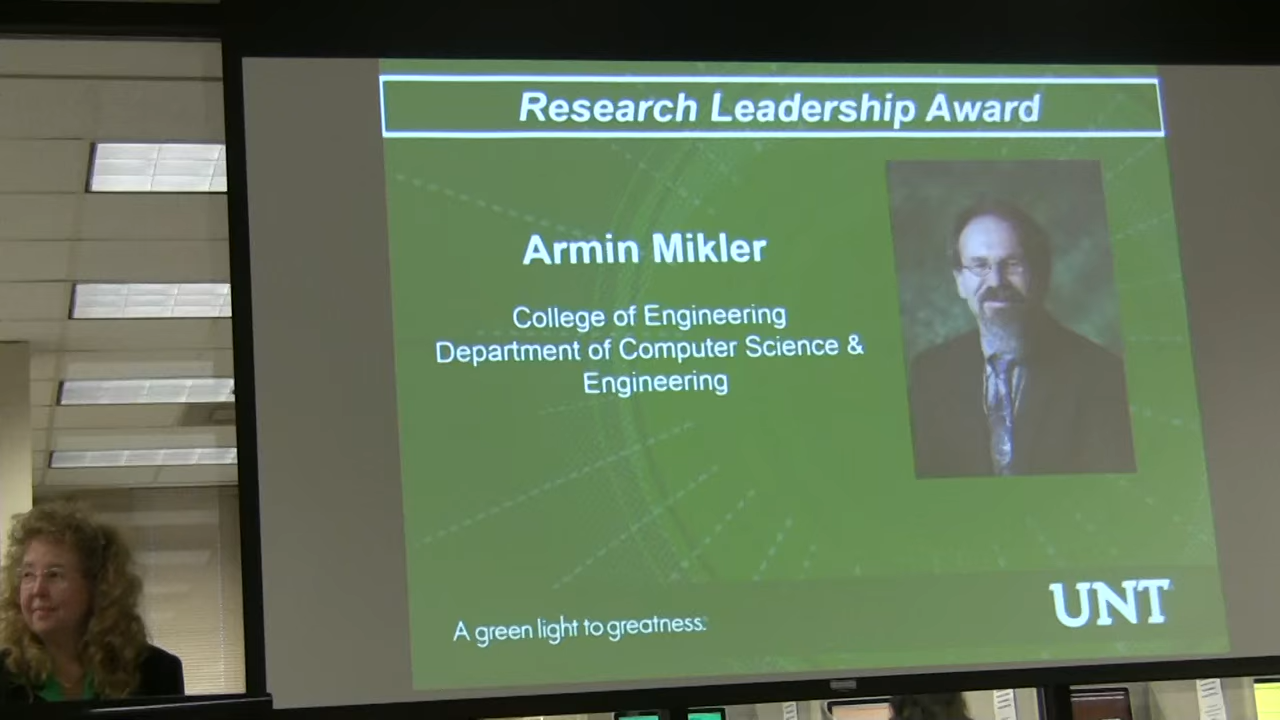 Research Leadership Award
Armin Mikler
College of Engineering
Department of Computer Science &
Engineering
A green light to greatness.
UNT